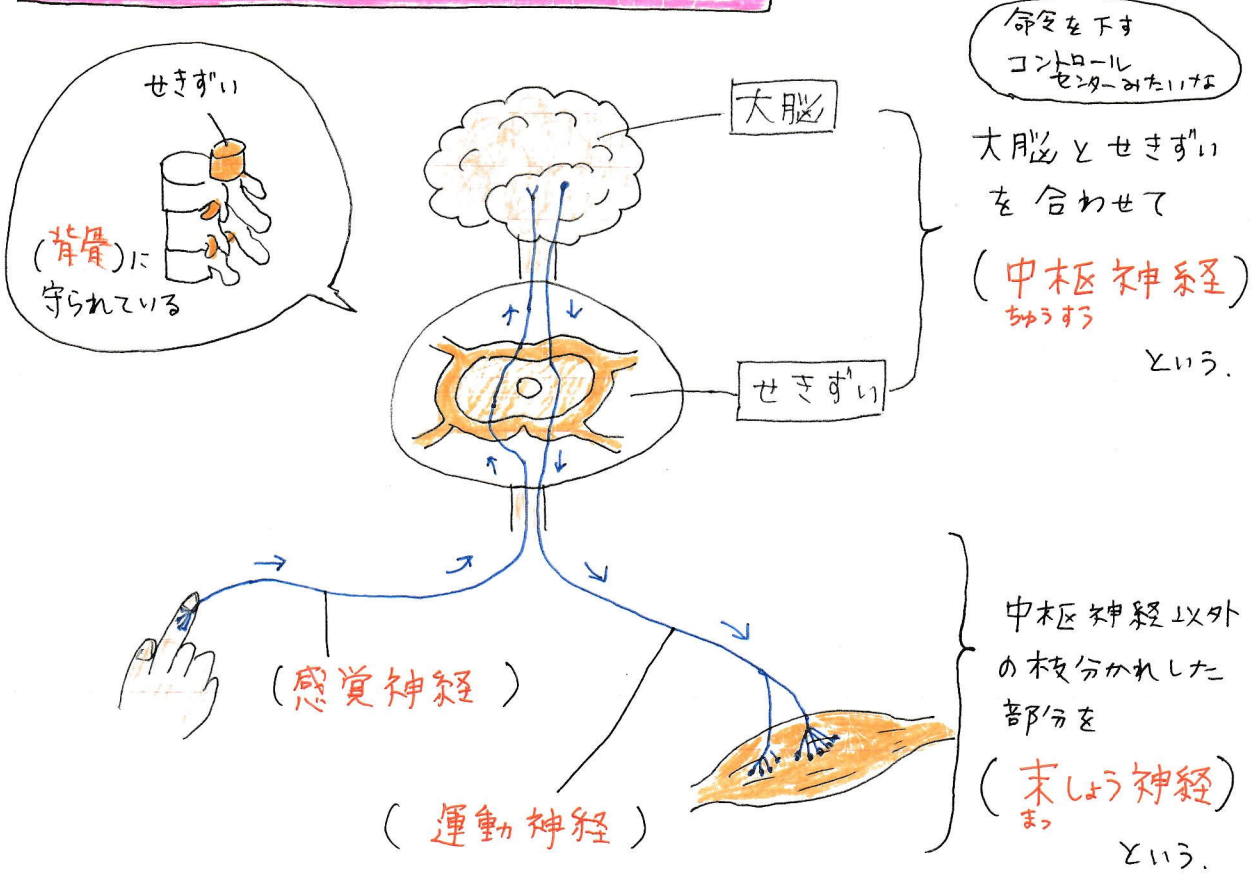 せきずい
(背骨)に
守られている
大脳
せきずい
命令を下す
コントロール
センターみたいな
大脳とせきずい
を合わせて
(中枢神経)
ちゅうすう
という.
(感覚神経)
(運動神経)
中枢神経以外
の枝分かれした
部分を
(末しょう神経)
まつ
という.